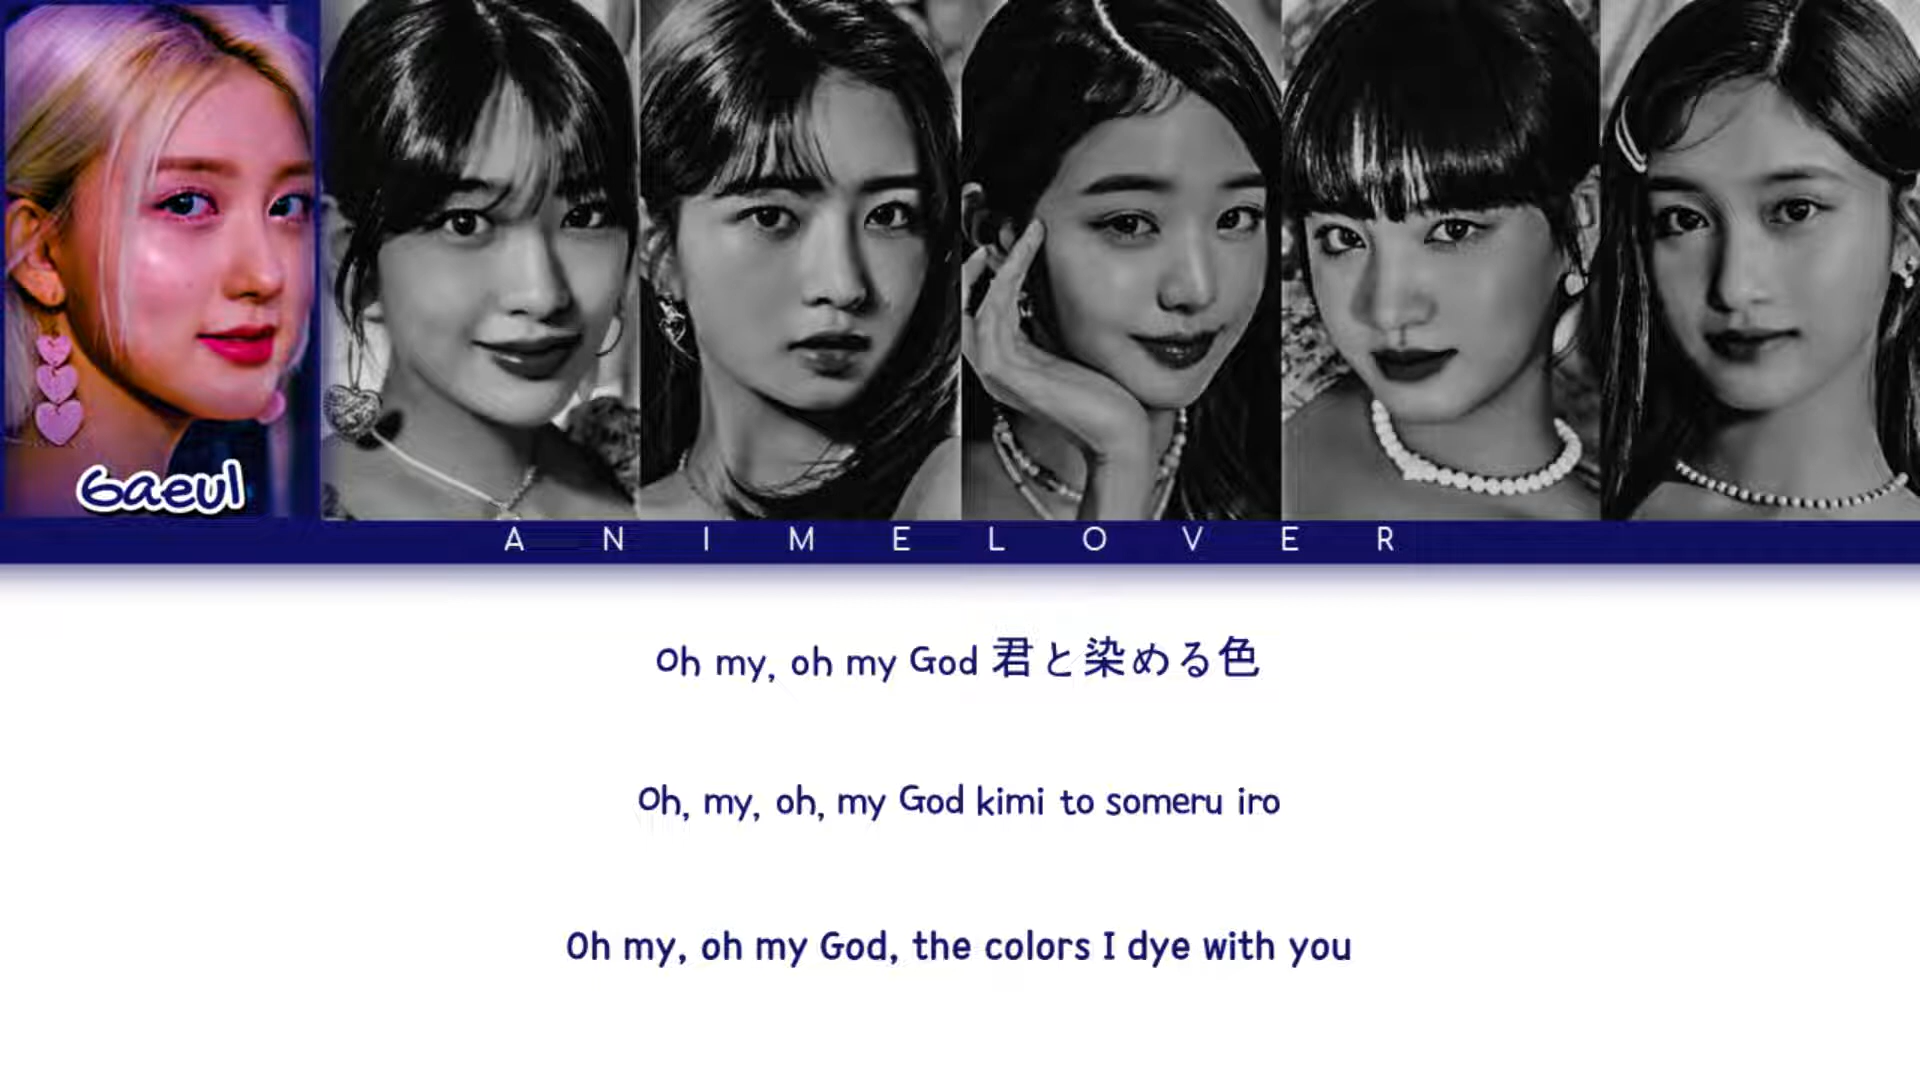 Gaeul
ANIMELOVER
Oh my, oh my God 君と染める色
Oh, my, oh, my God kimi to someru iro
Oh my, oh my God, the colors I dye with you